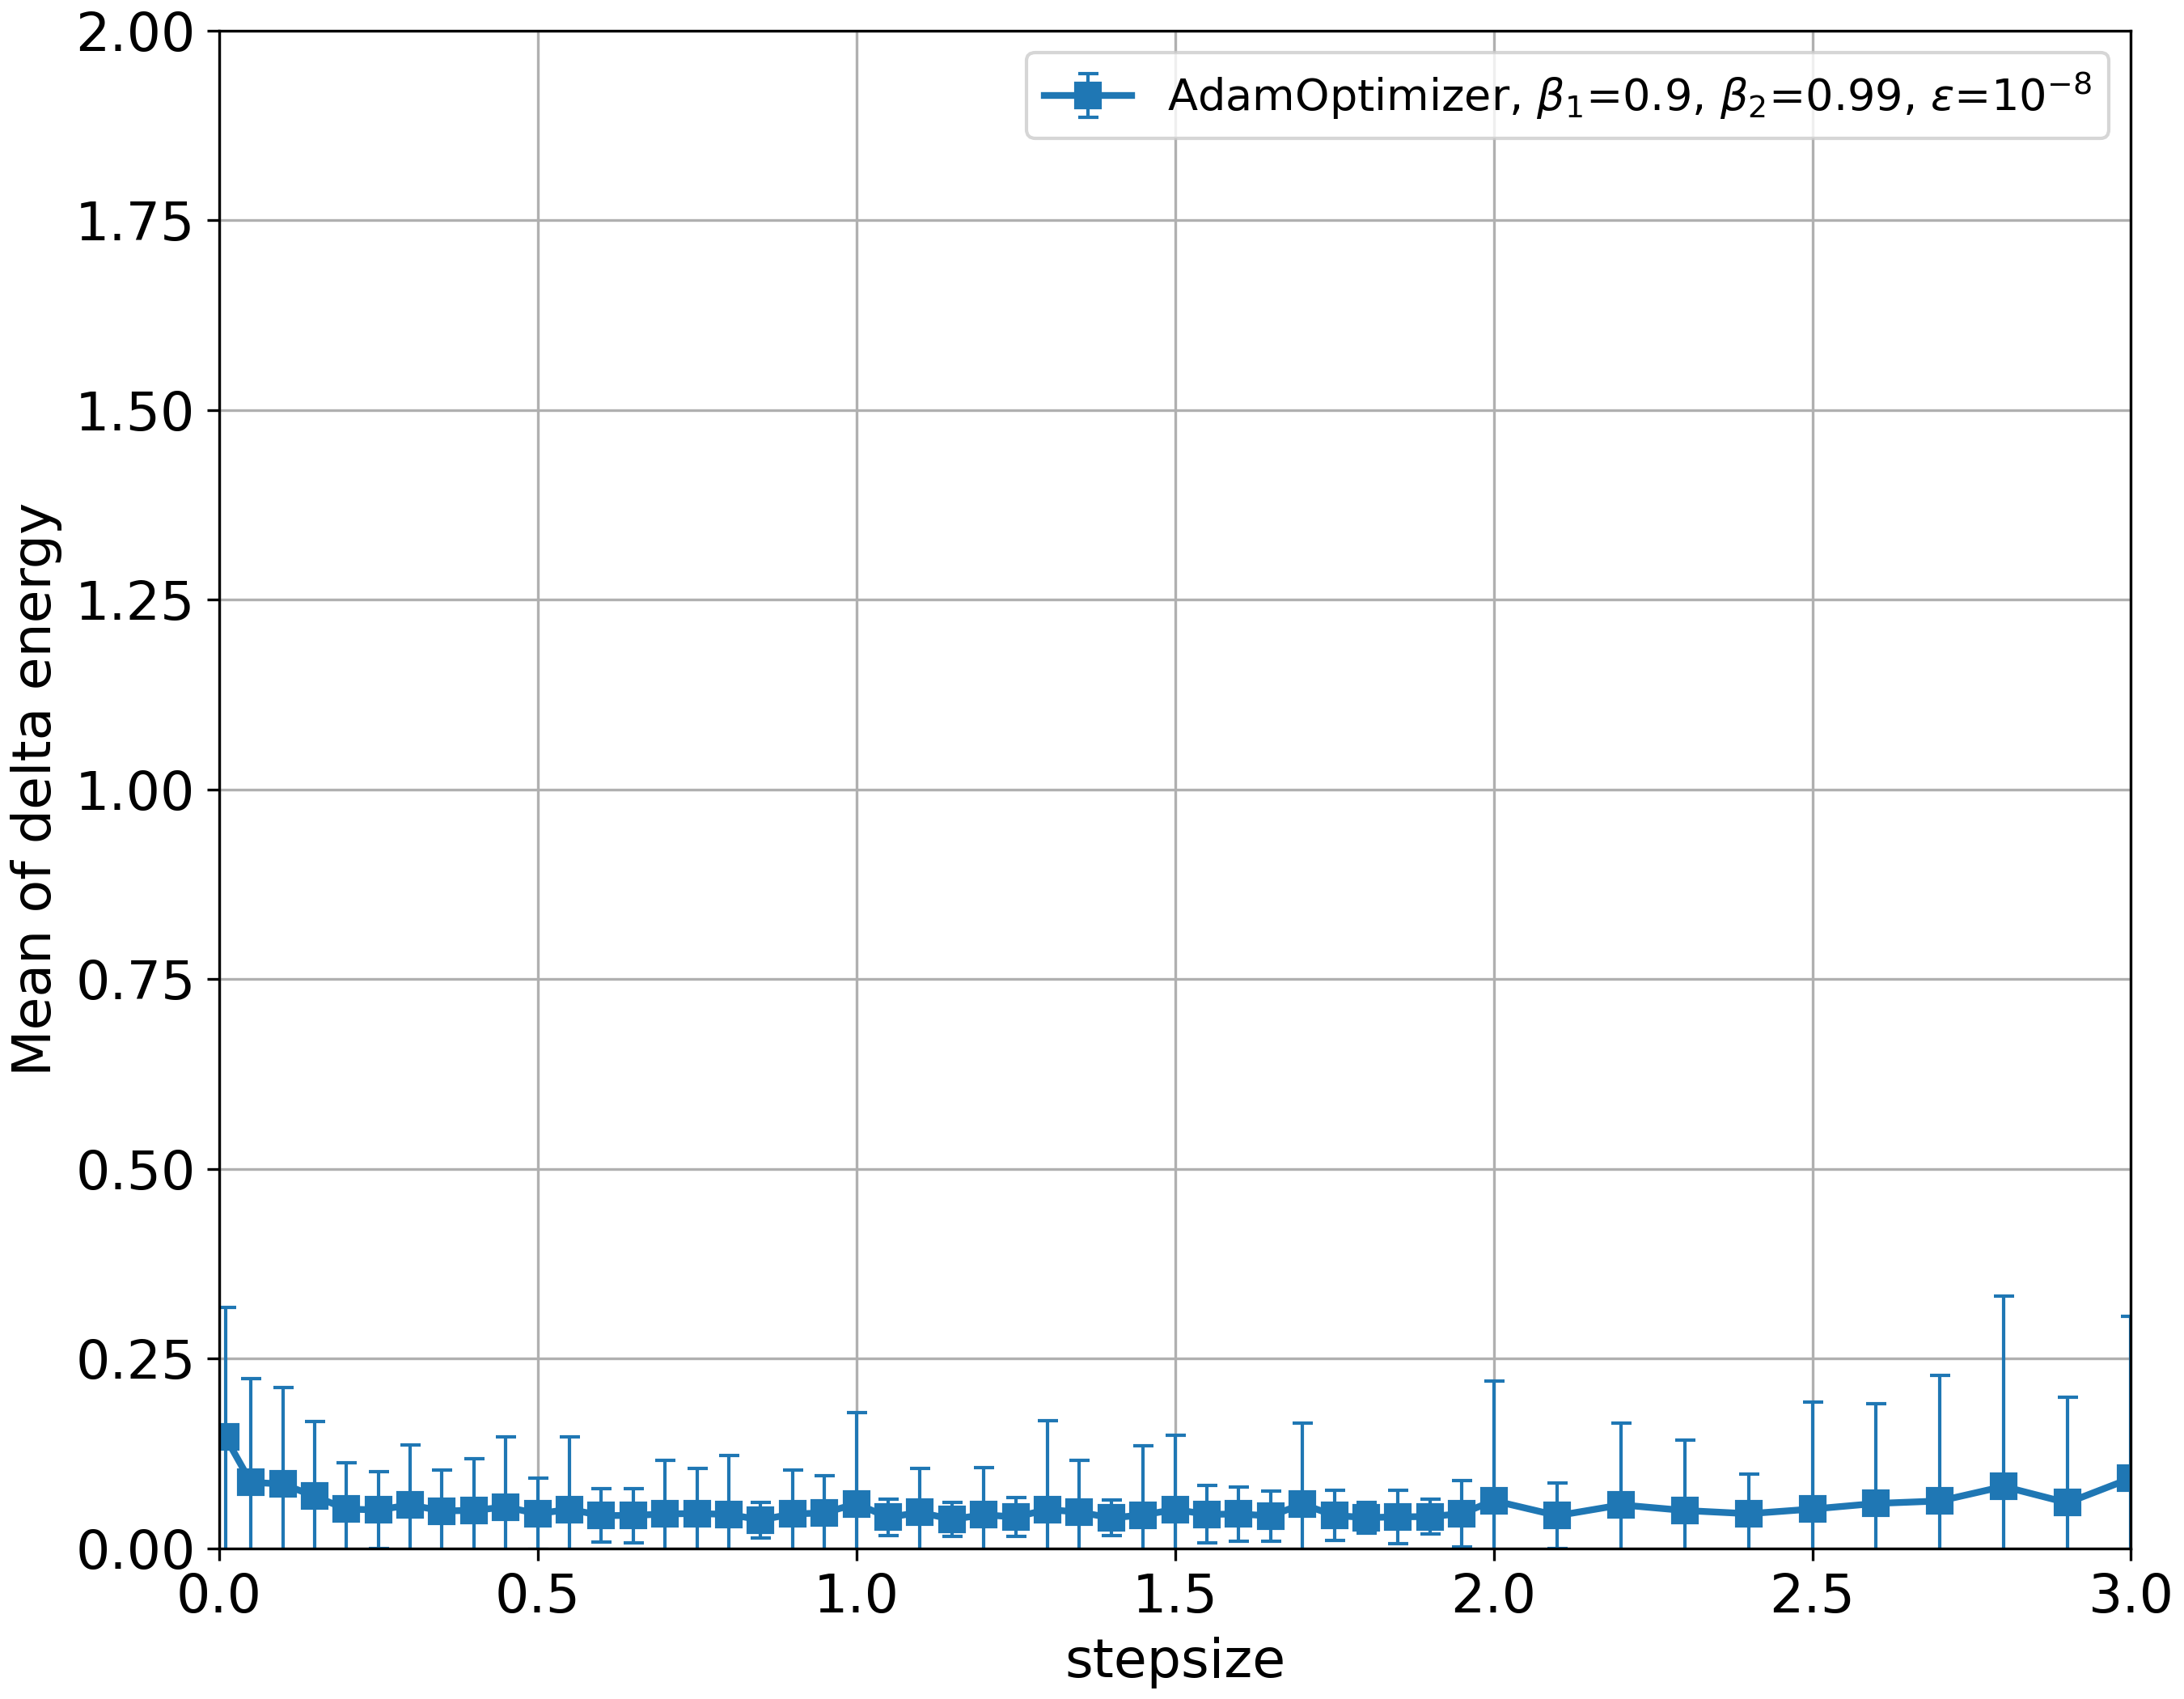 AdamOptimizer, β₁=0.9, β₂=0.99, ε=10⁻⁸
Mean of delta energy
2.00
1.75
1.50
1.25
1.00
0.75
0.50
0.25
0.00
0.0 0.5 1.0 1.5 2.0 2.5 3.0
stepsize